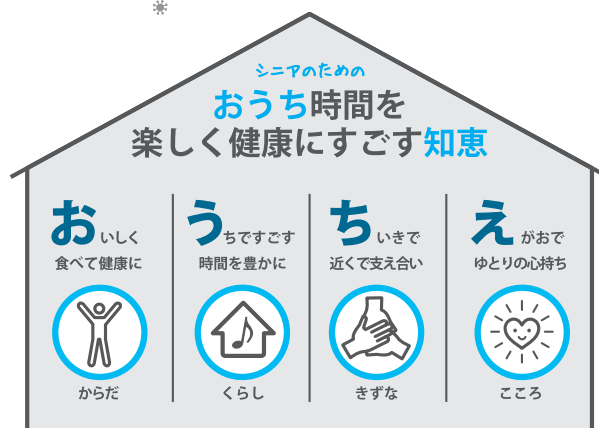 シニアのための
おうち時間を
楽しく健康にすごす知恵
おいしく
食べて健康に
からだ
うちですごす
時間を豊かに
くらし
ちいきで
近くで支え合い
きずな
えがおで
ゆとりの心持ち
こころ